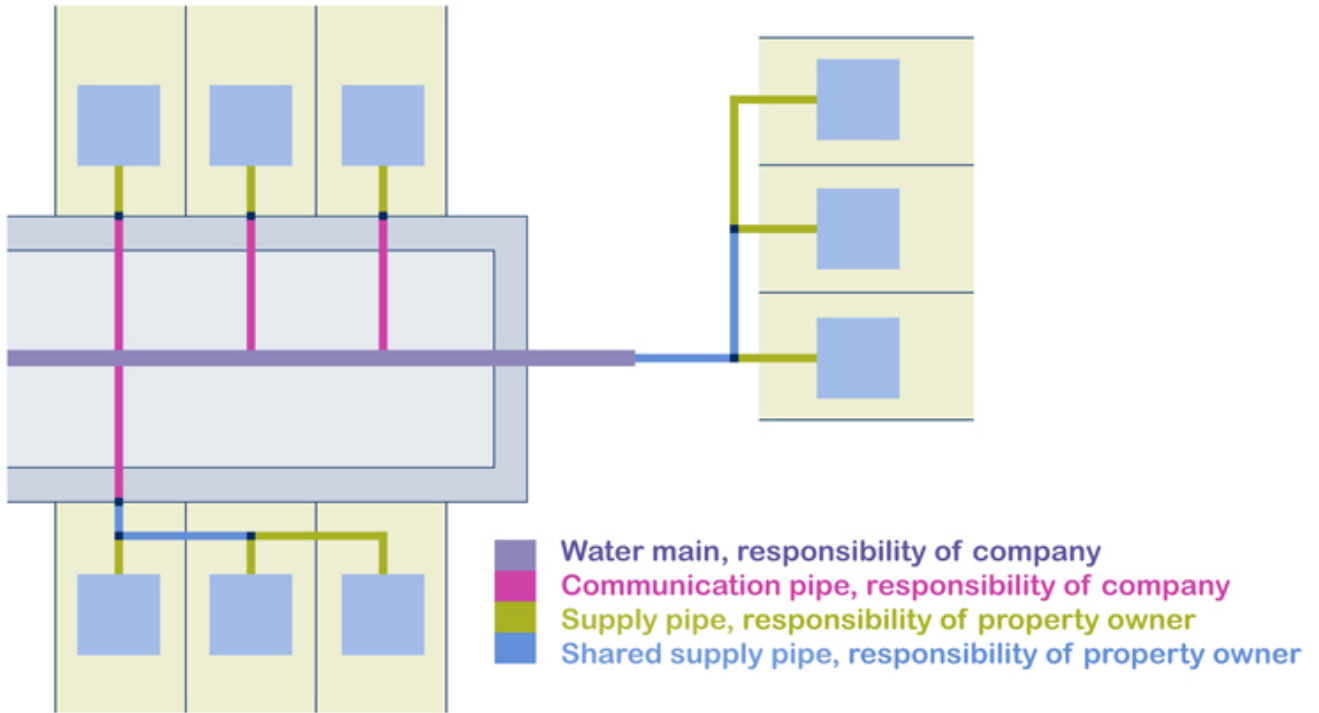 Water main, responsibility of company
Communication pipe, responsibility of company
Supply pipe, responsibility of property owner
Shared supply pipe, responsibility of property owner